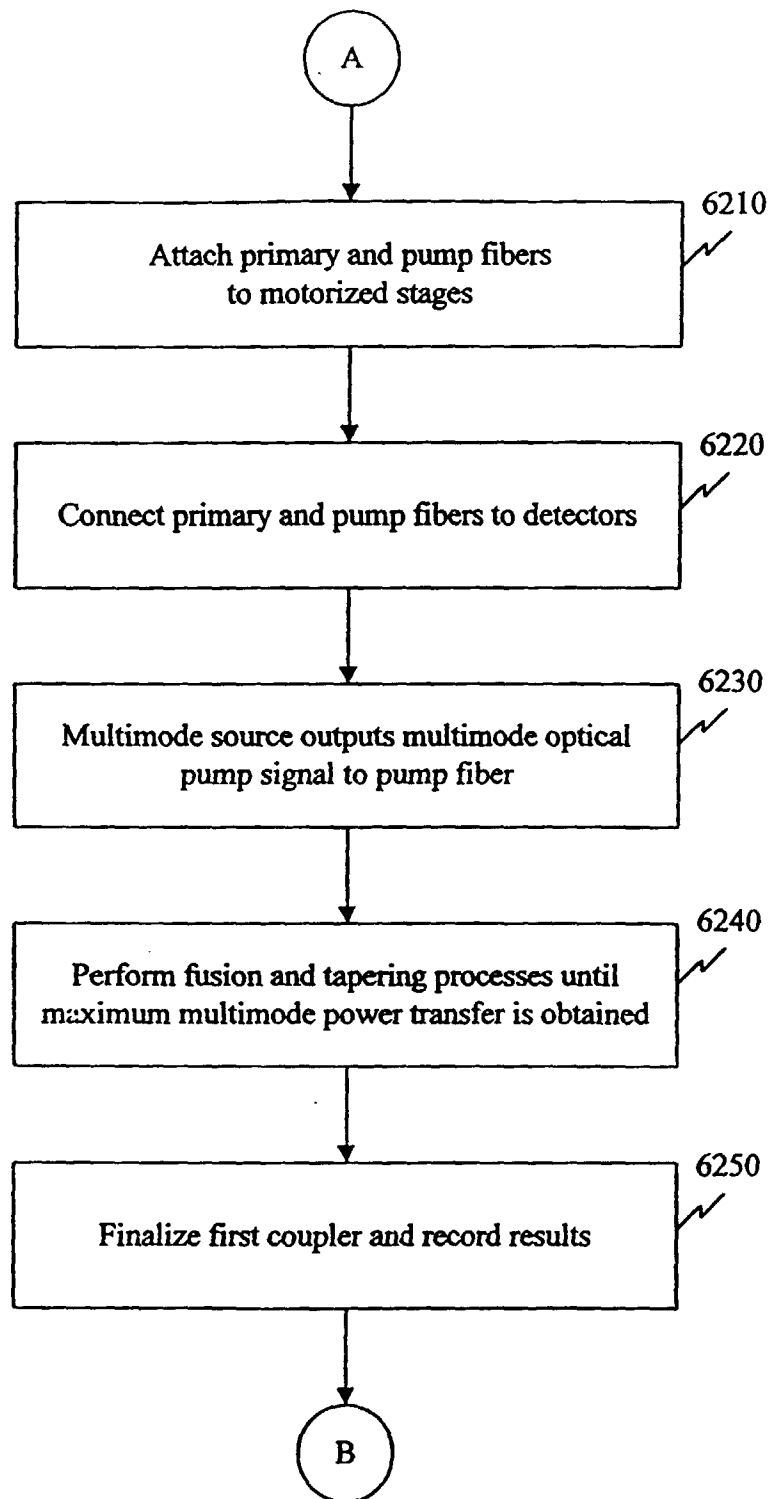 A
6210
Attach primary and pump fibers
to motorized stages
6220
Connect primary and pump fibers to detectors
6230
Multimode source outputs multimode optical
pump signal to pump fiber
6240
Perform fusion and tapering processes until
maximum multimode power transfer is obtained
6250
Finalize first coupler and record results
B